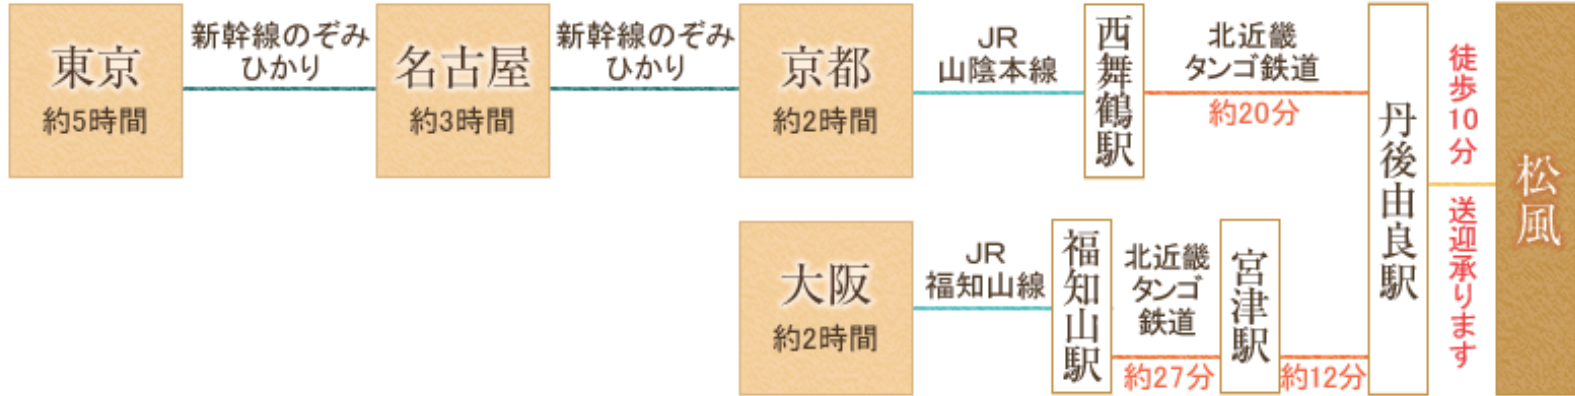 東京
約5時間
新幹線のぞみ
ひかり
名古屋
約3時間
新幹線のぞみ
ひかり
京都
約2時間
JR
山陰本線
西舞鶴駅
北近畿
タンゴ鉄道
約20分
大阪
約2時間
JR
福知山線
福知山駅
北近畿
タンゴ
鉄道
約27分
宮津駅
約12分
丹後由良駅
徒歩10分
送迎承ります
松風